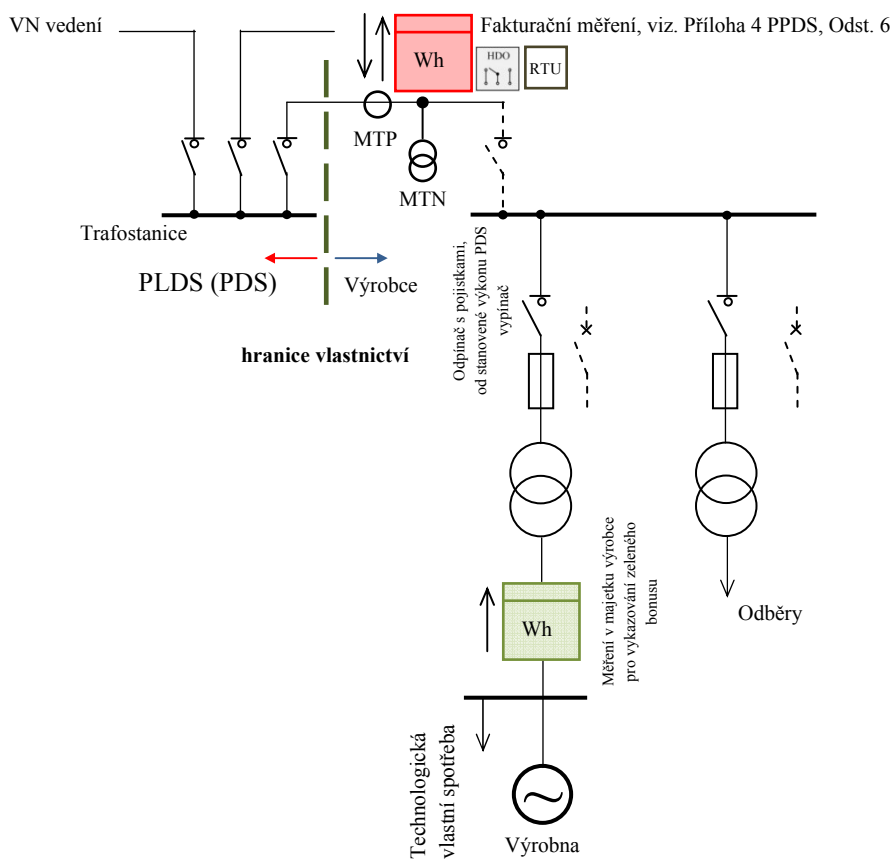 VN vedení
Fakturační měření, viz. Příloha 4 PPDS, Odst. 6
Wh
HDO
RTU
MTP
MTN
Trafostanice
PLDS (PDS)
Výrobce
hranice vlastnictví
Odpínač s pojistkami,
od stanovené výkonu PDS
vypínač
Odběry
Měření v majetku výrobce
pro vykazování zeleného
bonusu
Wh
Technologická
vlastní spotřeba
Výrobna